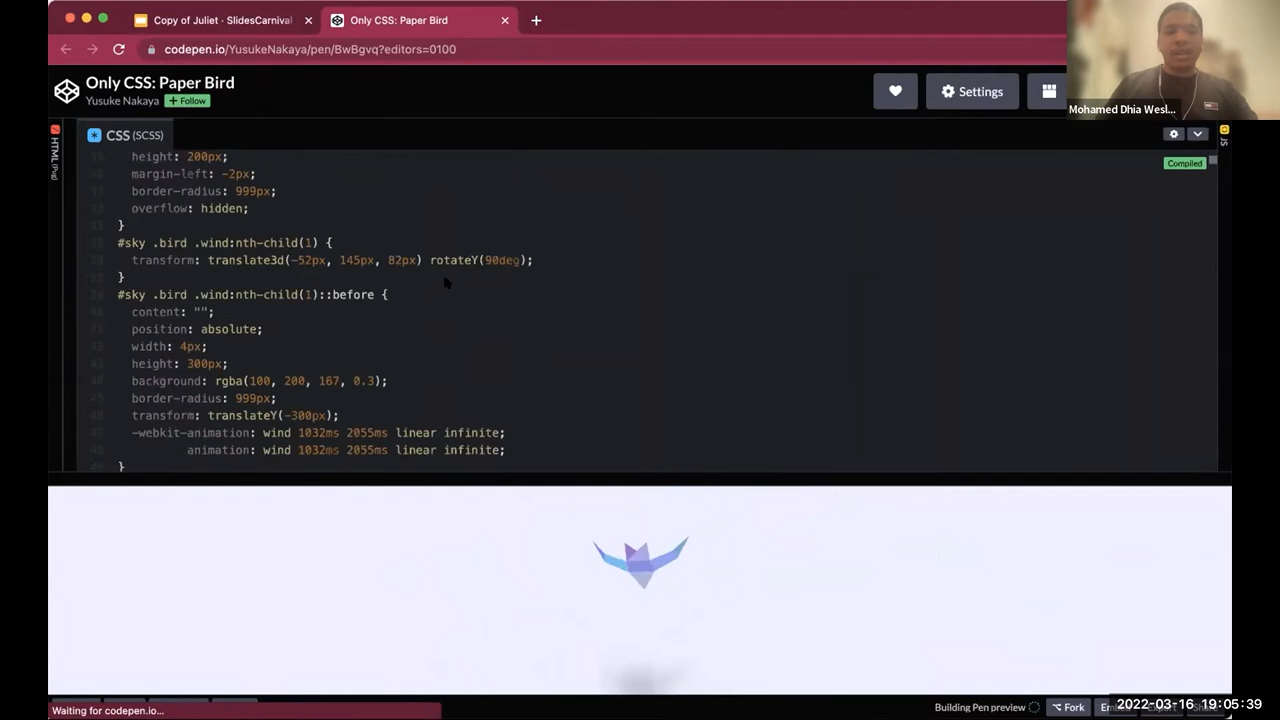 Copy of Juliet · SlidesCarnival
Only CSS: Paper Bird
codepen.io/YusukeNakaya/pen/BwBgvq?editors=0100
Only CSS: Paper Bird
Yusuke Nakaya
+ Follow
Settings
Mohamed Dhia Wesl...
HTML (Pug)
CSS (SCSS)
JS
Compiled
height: 200px;
margin-left: -2px;
border-radius: 999px;
overflow: hidden;
}
#sky .bird .wind:nth-child(1) {
transform: translate3d(-52px, 145px, 82px) rotateY(90deg);
}
#sky .bird .wind:nth-child(1)::before {
content: "";
position: absolute;
width: 4px;
height: 300px;
background: rgba(100, 200, 167, 0.3);
border-radius: 999px;
transform: translateY(-300px);
-webkit-animation: wind 1032ms 2055ms linear infinite;
animation: wind 1032ms 2055ms linear infinite;
}
Waiting for codepen.io...
Building Pen preview
Fork
2022-03-16 19:05:39